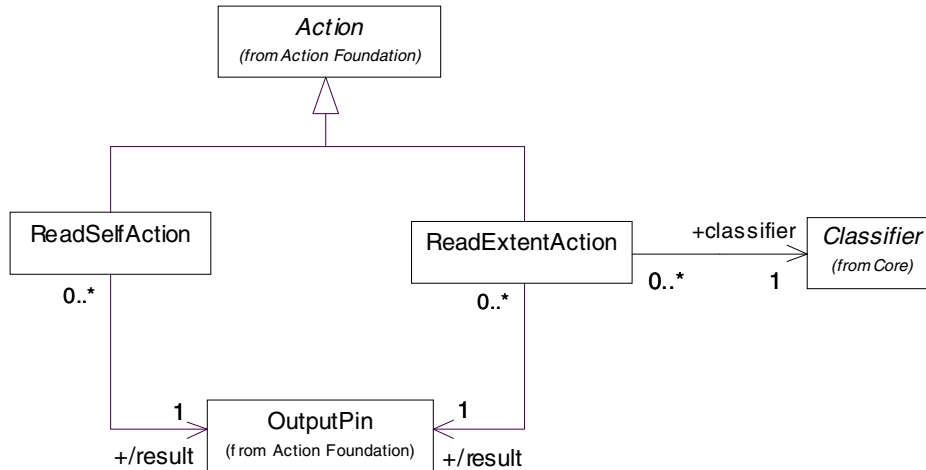 Action
(from Action Foundation)
ReadSelfAction
ReadExtentAction
+classifier
Classifier
(from Core)
0..*
0..*
0..*
1
1
OutputPin
(from Action Foundation)
1
+/result
+/result